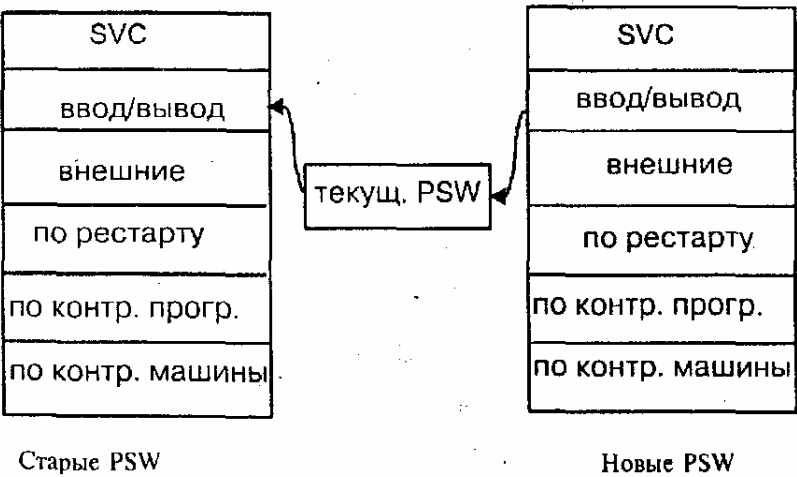 SVC
ввод/вывод
внешние
по рестарту
по контр. прогр.
по контр. машины
Старые PSW
текущ. PSW
SVC
ввод/вывод
внешние
по рестарту
по контр. прогр.
по контр. машины
Новые PSW